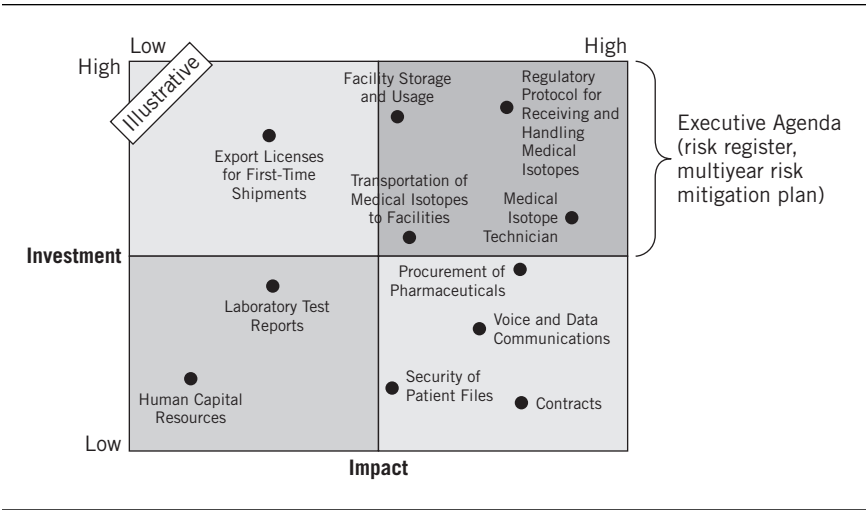 Low
High
High
Illustrative
Facility Storage
and Usage
Regulatory
Protocol for
Receiving and
Handling
Medical
Isotopes
Export Licenses
for First-Time
Shipments
Transportation of
Medical Isotopes
to Facilities
Medical
Isotope
Technician
Executive Agenda
(risk register,
multiyear risk
mitigation plan)
Investment
Procurement of
Pharmaceuticals
Laboratory Test
Reports
Voice and Data
Communications
Human Capital
Resources
Security of
Patient Files
Contracts
Low
Impact